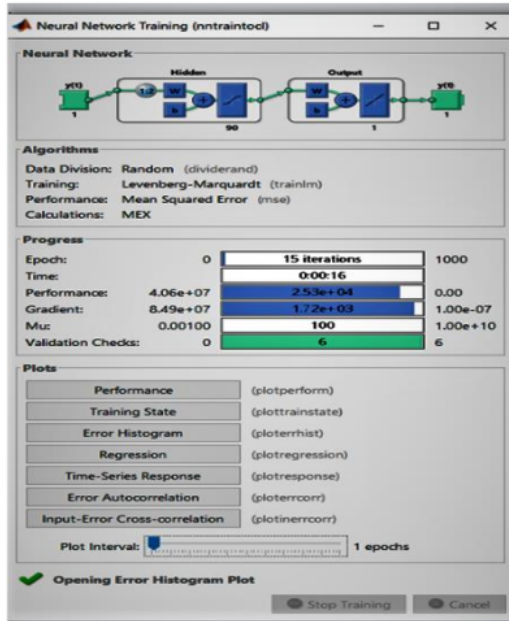 Neural Network Training (nntraintool)
Neural Network
Hidden Output
y(t) 1:2 W b W b y(t)
1 90 1 1
Algorithms
Data Division: Random (dividerand)
Training: Levenberg-Marquardt (trainlm)
Performance: Mean Squared Error (mse)
Calculations: MEX
Progress
Epoch: 0 15 iterations 1000
Time: 0:00:16
Performance: 4.06e+07 2.53e+04 0.00
Gradient: 8.49e+07 1.72e+03 1.00e-07
Mu: 0.00100 100 1.00e+10
Validation Checks: 0 6 6
Plots
Performance (plotperform)
Training State (plottrainstate)
Error Histogram (ploterrhist)
Regression (plotregression)
Time-Series Response (plotresponse)
Error Autocorrelation (ploterrcorr)
Input-Error Cross-correlation (plotinerrcorr)
Plot Interval: 1 epochs
Opening Error Histogram Plot
Stop Training Cancel